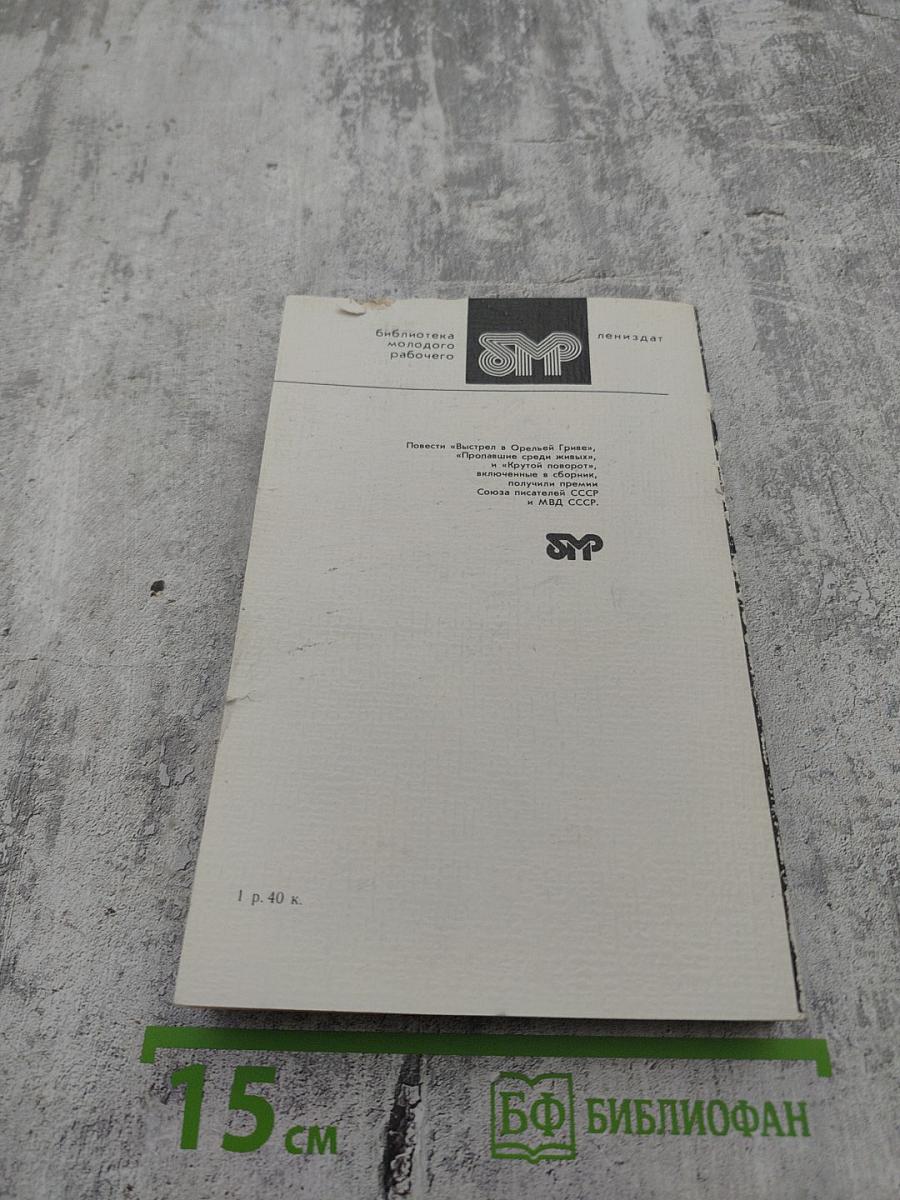 библиотека
молодого
рабочего
БМР
лениздат
Повести «Выстрел в Орельей Гриве»,
«Пропавшие среди живых»,
и «Крутой поворот»,
включенные в сборник,
получили премии
Союза писателей СССР
и МВД СССР.
БМР
1 р. 40 к.
15 см
БФ БИБЛИОФАН